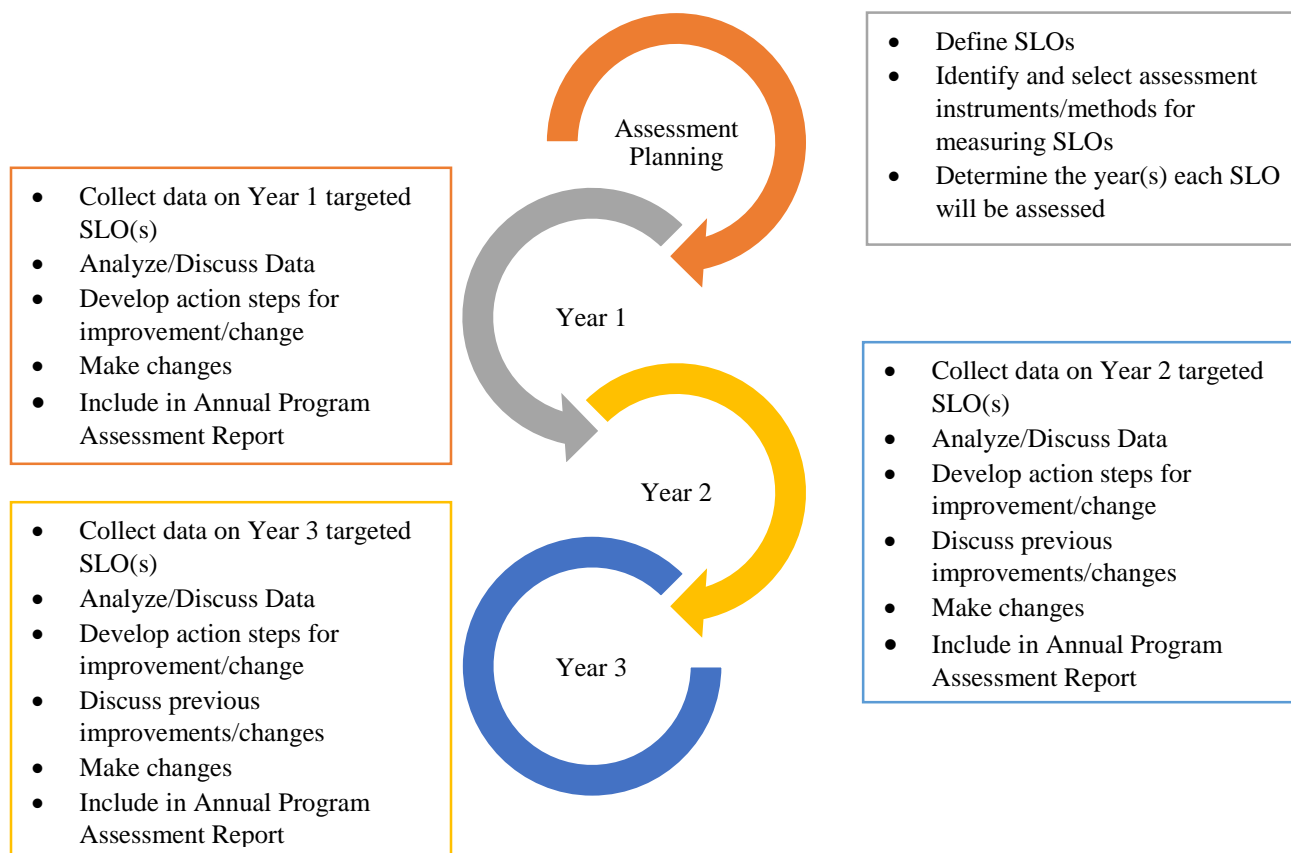 Assessment
Planning
• Define SLOs
• Identify and select assessment
instruments/methods for
measuring SLOs
• Determine the year(s) each SLO
will be assessed
Year 1
• Collect data on Year 1 targeted
SLO(s)
• Analyze/Discuss Data
• Develop action steps for
improvement/change
• Make changes
• Include in Annual Program
Assessment Report
Year 2
• Collect data on Year 2 targeted
SLO(s)
• Analyze/Discuss Data
• Develop action steps for
improvement/change
• Discuss previous
improvements/changes
• Make changes
• Include in Annual Program
Assessment Report
Year 3
• Collect data on Year 3 targeted
SLO(s)
• Analyze/Discuss Data
• Develop action steps for
improvement/change
• Discuss previous
improvements/changes
• Make changes
• Include in Annual Program
Assessment Report